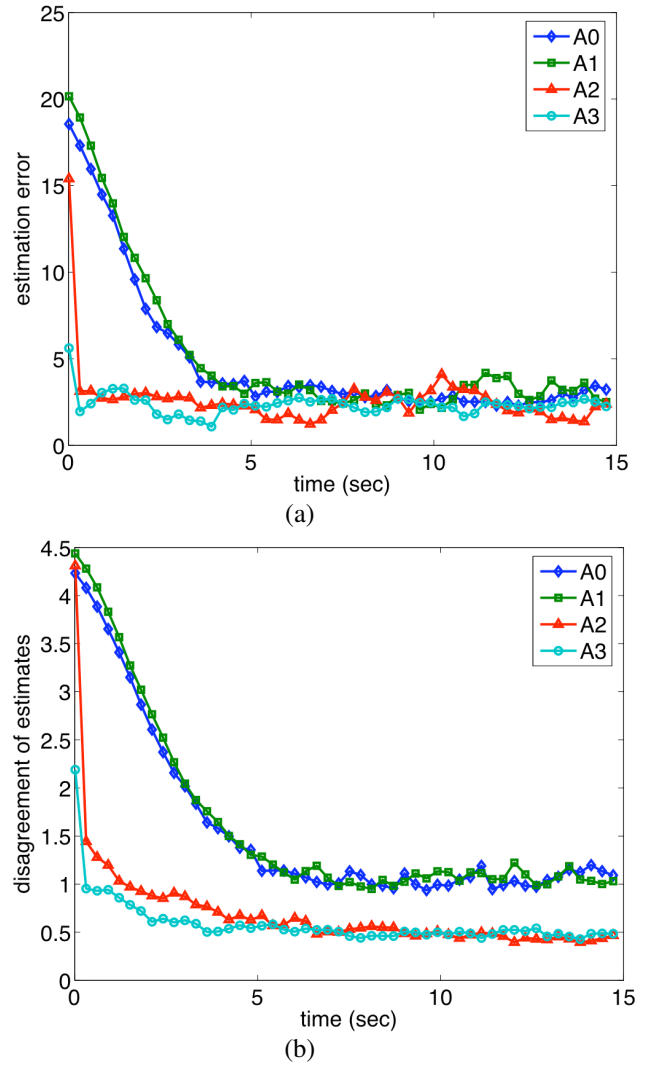 25
20
15
10
5
0
estimation error
A0
A1
A2
A3
0 5 10 15
time (sec)
(a)
4.5
4
3.5
3
2.5
2
1.5
1
0.5
0
disagreement of estimates
A0
A1
A2
A3
0 5 10 15
time (sec)
(b)